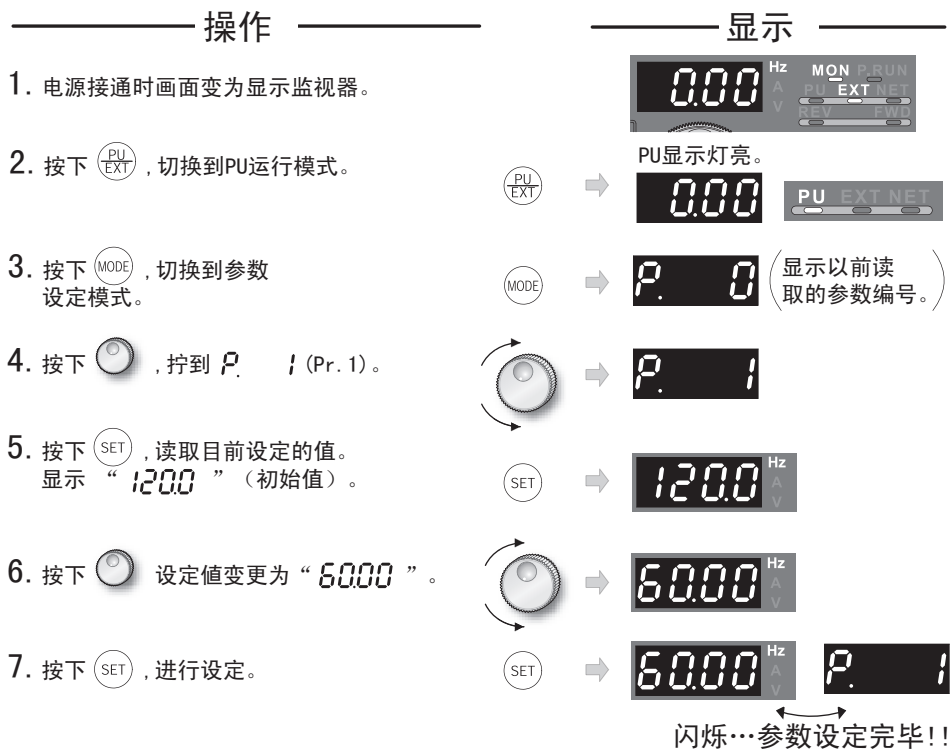 操作 显示
1. 电源接通时画面变为显示监视器。
0.00 Hz A V MON P.RUN PU EXT NET REV FWD
2. 按下 PU/EXT ,切换到PU运行模式。
PU/EXT
PU显示灯亮。
0.00 PU EXT NET
3. 按下 MODE ,切换到参数
设定模式。
MODE
P. 0
(显示以前读
取的参数编号。)
4. 按下 ,拧到 P. 1 (Pr.1)。
P. 1
5. 按下 SET ,读取目前设定的值。
显示 “ 120.0 ” (初始值)。
SET
120.0 Hz A V
6. 按下 设定值变更为“ 60.00 ”。
60.00 Hz A V
7. 按下 SET ,进行设定。
SET
60.00 Hz A V P. 1
闪烁…参数设定完毕!!